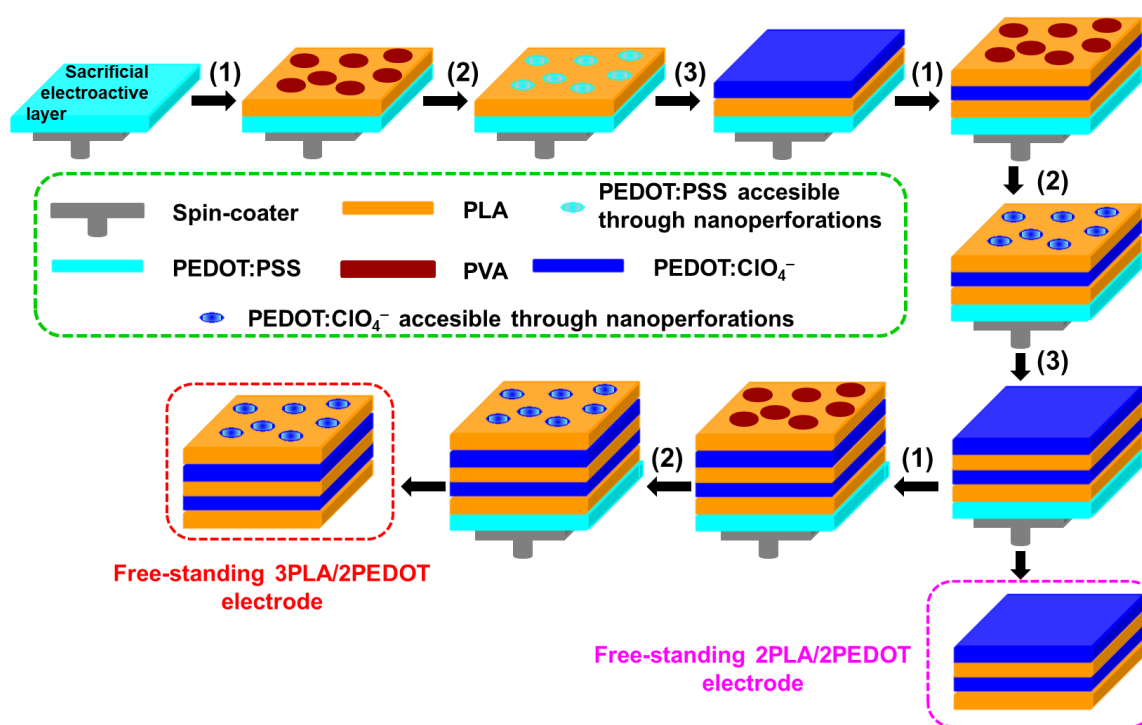 Sacrificial
electroactive
layer
(1)
(2)
(3)
(1)
(2)
Spin-coater
PLA
PEDOT:PSS accesible
through nanoperforations
PEDOT:PSS
PVA
PEDOT:ClO₄⁻
PEDOT:ClO₄⁻ accesible through nanoperforations
(3)
(1)
(2)
Free-standing 3PLA/2PEDOT
electrode
Free-standing 2PLA/2PEDOT
electrode